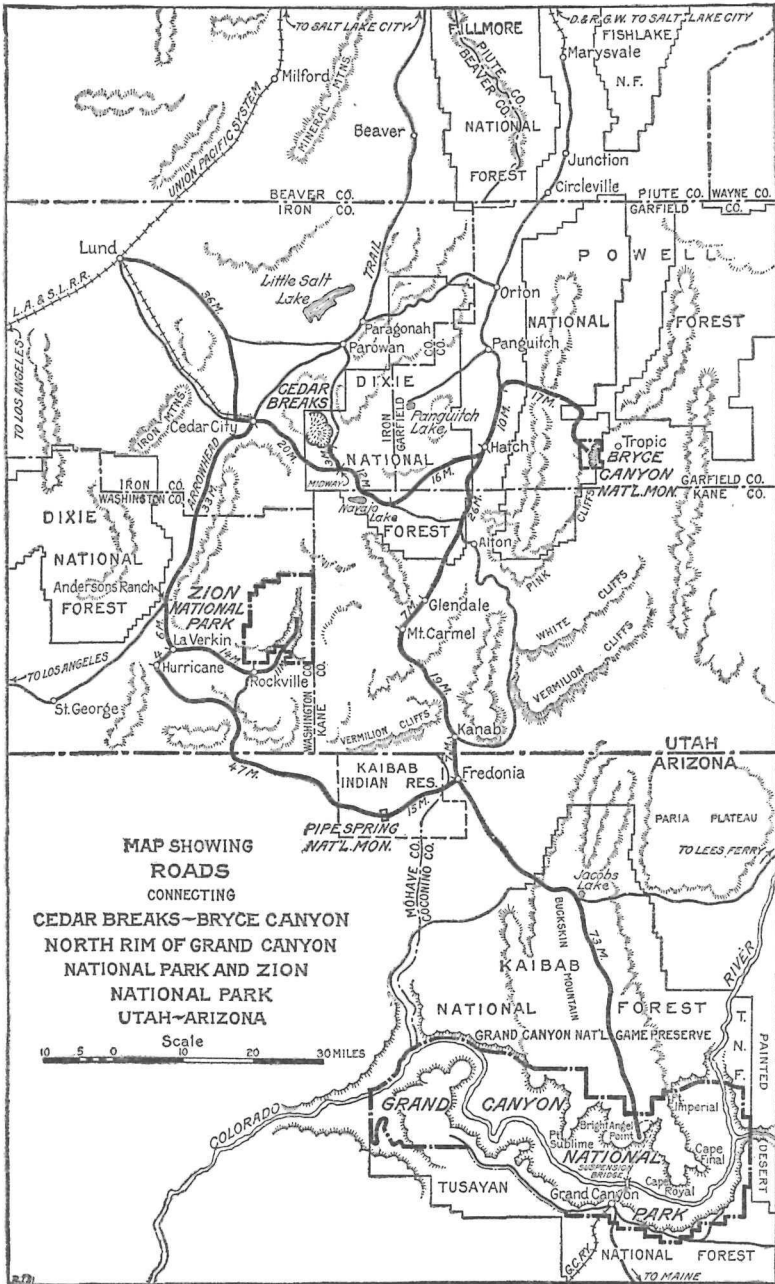 TO SALT LAKE CITY
D. & R. G. W. TO SALT LAKE CITY
FILLMORE
FISHLAKE
N.F.
Marysvale
Milford
MINERAL MTNS.
PIUTE CO.
BEAVER CO.
UNION PACIFIC SYSTEM
Beaver
NATIONAL
FOREST
Junction
Circleville
BEAVER CO.
IRON CO.
PIUTE CO.
GARFIELD
WAYNE CO.
CO.
Lund
L.A. & S.L.R.R.
36 M.
Little Salt
Lake
TRAIL
POWELL
Orton
NATIONAL
FOREST
Paragonah
Parowan
CO.
CO.
Panguitch
TO LOS ANGELES
IRON MTNS
CEDAR
BREAKS
DIXIE
Panguitch
Lake
IRON
GARFIELD
10 M.
17 M.
Cedar City
20 M.
3 M.
NATIONAL
Hatch
Tropic
BRYCE
CANYON
NAT'L. MON.
MIDWAY
12 M.
16 M.
IRON CO.
WASHINGTON CO.
ARROWHEAD
GARFIELD CO.
KANE CO.
Navajo Lake
FOREST
26 M.
CLIFFS
DIXIE
NATIONAL
FOREST
Alton
PINK
Andersons Ranch
ZION
NATIONAL
PARK
Glendale
WHITE CLIFFS
Mt. Carmel
6 M.
La Verkin
VERMILION CLIFFS
TO LOS ANGELES
Hurricane
14 M.
Rockville
19 M.
St. George
WASHINGTON CO.
KANE CO.
VERMILION CLIFFS
Kanab
UTAH
ARIZONA
47 M.
KAIBAB
INDIAN RES.
Fredonia
15 M.
PIPE SPRING
NAT'L. MON.
PARIA PLATEAU
TO LEES FERRY
MAP SHOWING
ROADS
CONNECTING
CEDAR BREAKS~BRYCE CANYON
NORTH RIM OF GRAND CANYON
NATIONAL PARK AND ZION
NATIONAL PARK
UTAH~ARIZONA
Scale
10 5 0 10 20 30 MILES
MOHAVE CO.
COCONINO CO.
Jacobs
Lake
BUCKSKIN
MOUNTAIN
73 M.
KAIBAB
NATIONAL FOREST
GRAND CANYON NAT'L GAME PRESERVE
RIVER
T.
N.
F.
PAINTED
DESERT
COLORADO
GRAND CANYON
Pt. Imperial
Bright Angel
Point
Pt.
Sublime
NATIONAL
Cape
Final
SUSPENSION
BRIDGE
Cape
Royal
TUSAYAN
Grand Canyon
PARK
G.C.RY.
NATIONAL FOREST
TO MAINE